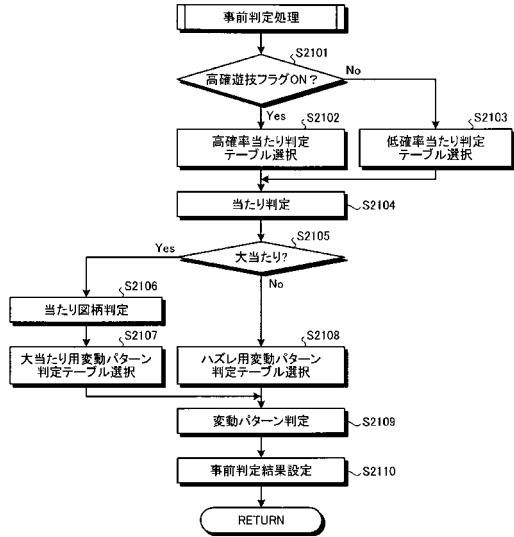 事前判定処理
S2101
高確遊技フラグON?
No
Yes
S2102
高確率当たり判定
テーブル選択
S2103
低確率当たり判定
テーブル選択
当たり判定
S2104
S2105
Yes
大当たり?
No
S2106
当たり図柄判定
S2107
大当たり用変動パターン
判定テーブル選択
S2108
ハズレ用変動パターン
判定テーブル選択
変動パターン判定
S2109
事前判定結果設定
S2110
RETURN